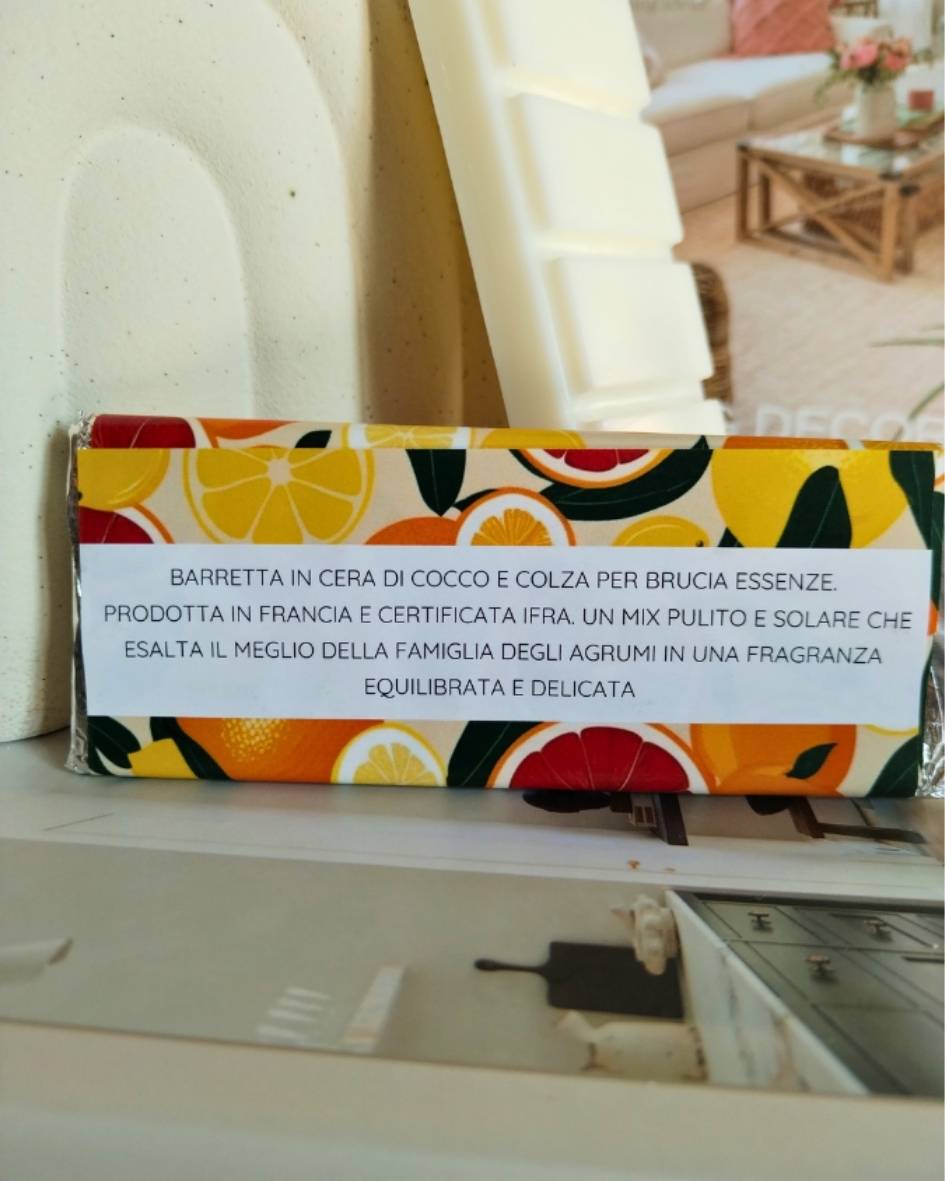 DECOR
BARRETTA IN CERA DI COCCO E COLZA PER BRUCIA ESSENZE.
PRODOTTA IN FRANCIA E CERTIFICATA IFRA. UN MIX PULITO E SOLARE CHE
ESALTA IL MEGLIO DELLA FAMIGLIA DEGLI AGRUMI IN UNA FRAGRANZA
EQUILIBRATA E DELICATA